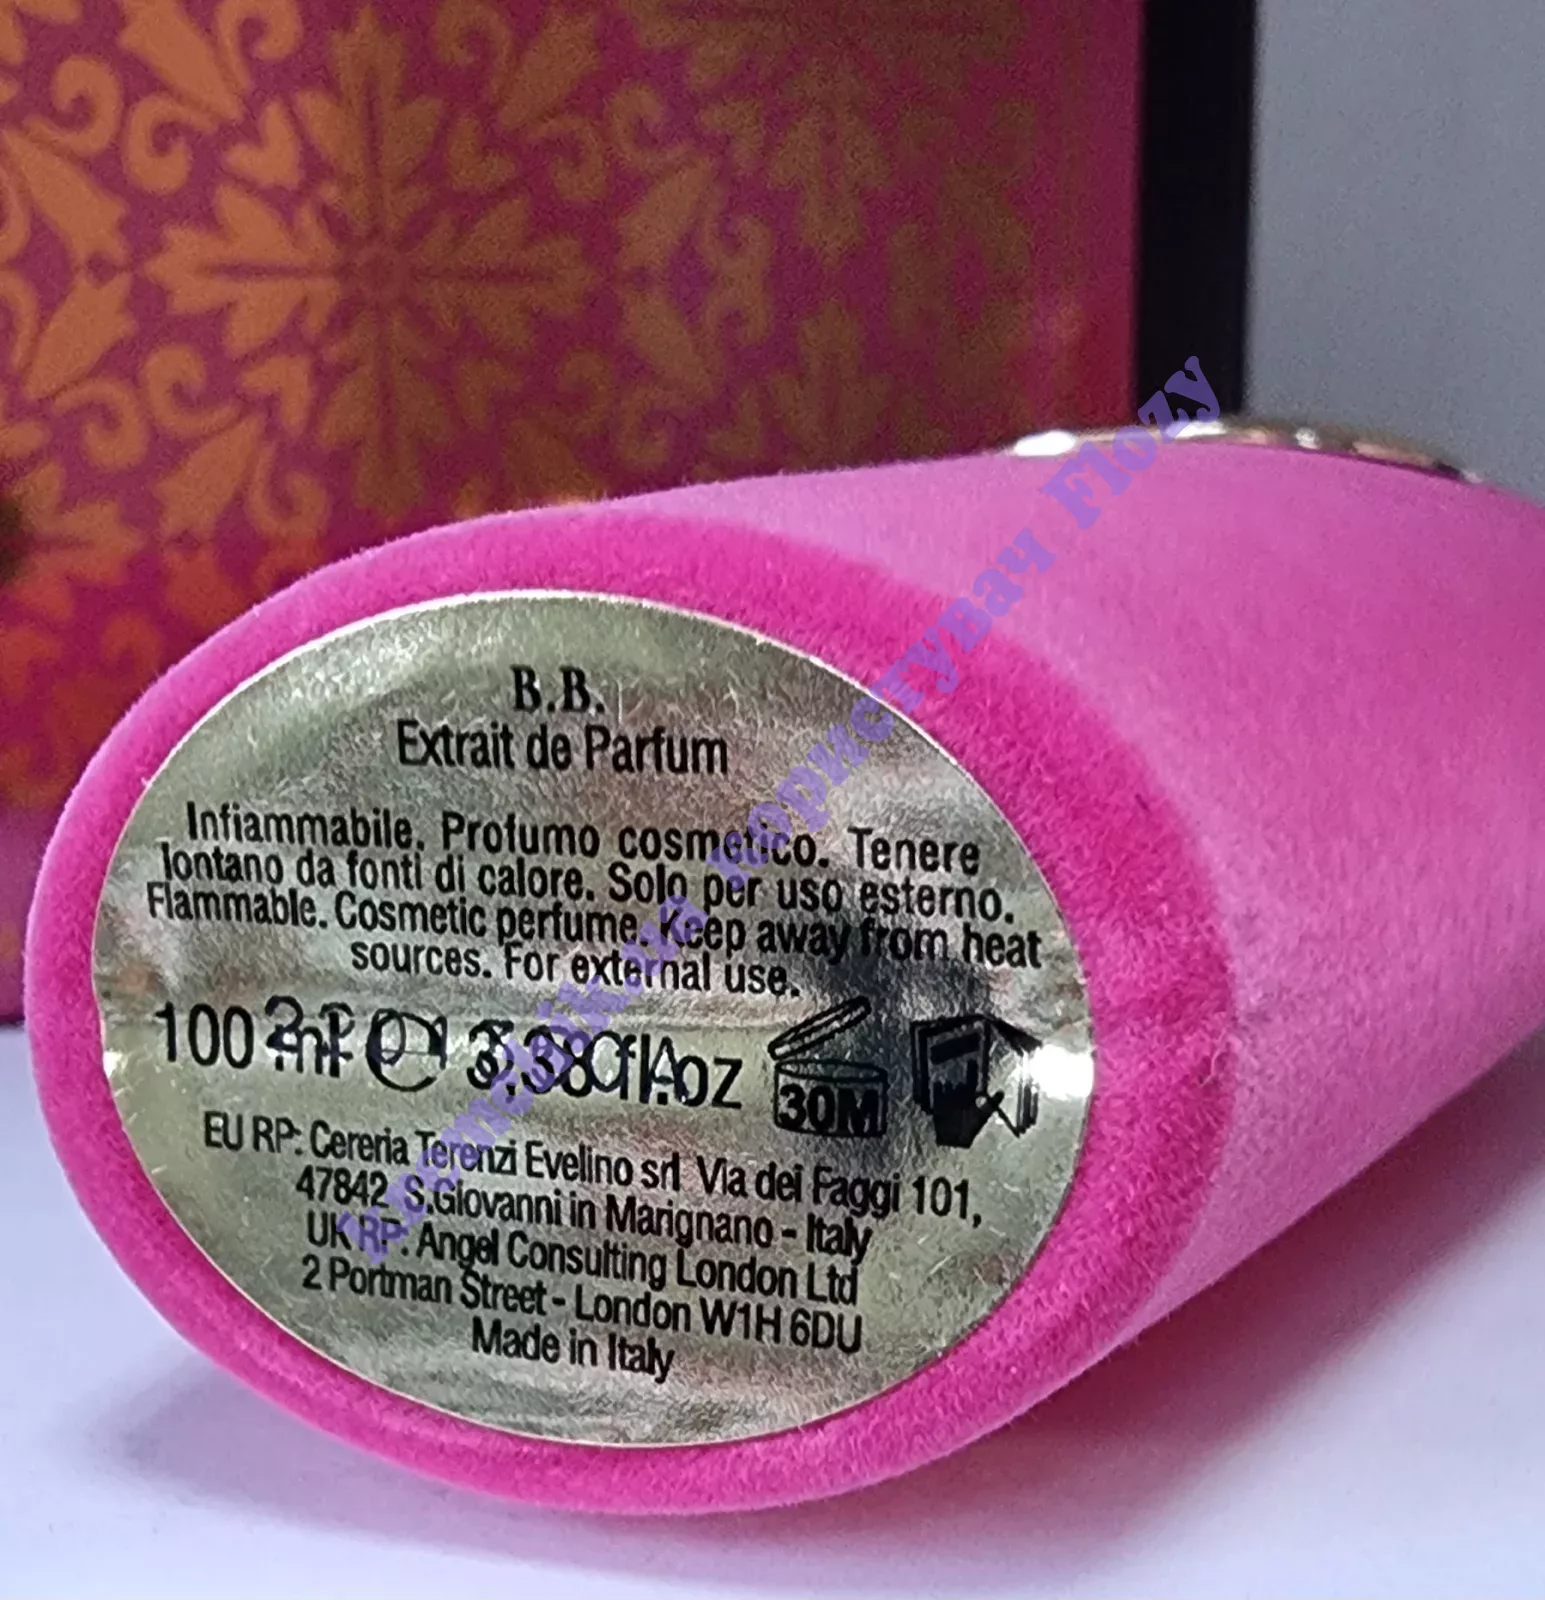 B.B.
Extrait de Parfum
Infiammabile. Profumo cosmetico. Tenere
lontano da fonti di calore. Solo per uso esterno.
Flammable. Cosmetic perfume. Keep away from heat
sources. For external use.
100 ml 3.38 fl.oz
30M
EU RP: Cereria Terenzi Evelino srl Via dei Faggi 101,
47842 S.Giovanni in Marignano - Italy
UK RP: Angel Consulting London Ltd
2 Portman Street - London W1H 6DU
Made in Italy
користувач Flozy